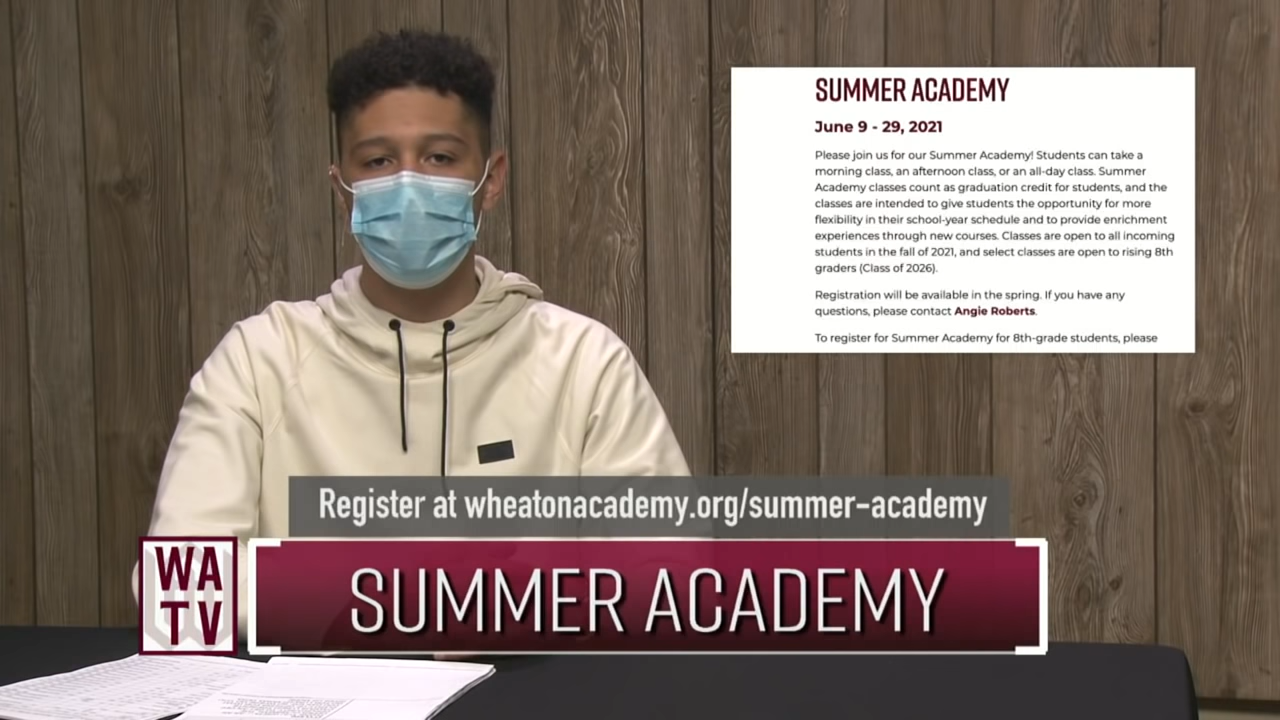 SUMMER ACADEMY
June 9 - 29, 2021
Please join us for our Summer Academy! Students can take a
morning class, an afternoon class, or an all-day class. Summer
Academy classes count as graduation credit for students, and the
classes are intended to give students the opportunity for more
flexibility in their school-year schedule and to provide enrichment
experiences through new courses. Classes are open to all incoming
students in the fall of 2021, and select classes are open to rising 8th
graders (Class of 2026).
Registration will be available in the spring. If you have any
questions, please contact Angie Roberts.
To register for Summer Academy for 8th-grade students, please
Register at wheatonacademy.org/summer-academy
WA
TV
SUMMER ACADEMY